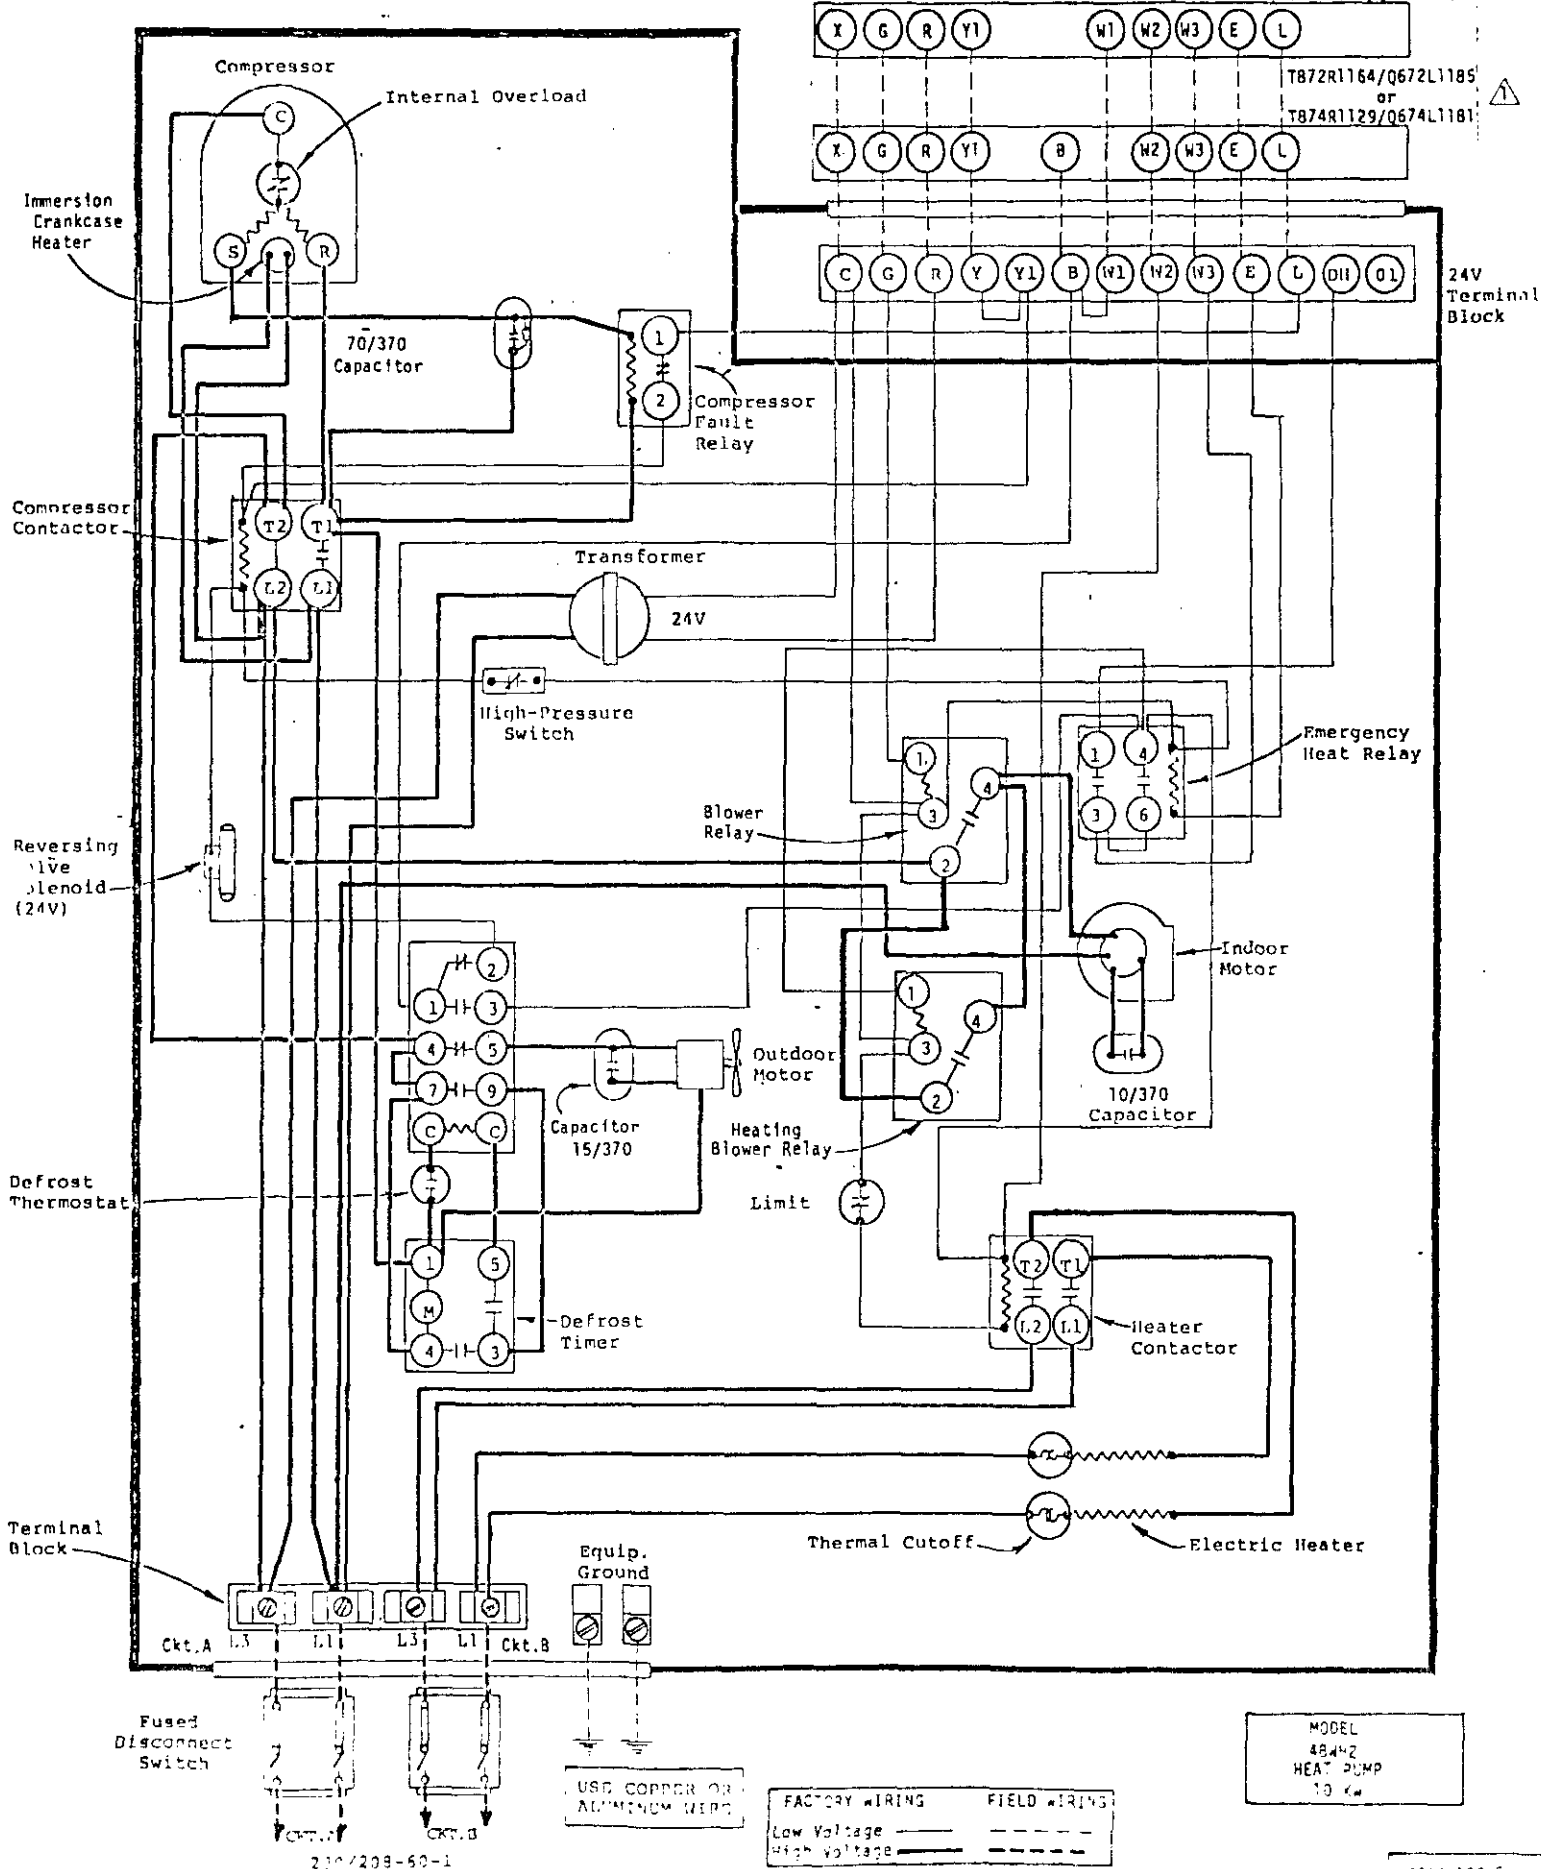 X G R Y1 W1 W2 W3 E L
T872R1164/Q672L1185
or
T874R1129/Q674L1181
1
X G R Y1 B W2 W3 E L
C G R Y Y1 B W1 W2 W3 E L DH O1
24V
Terminal
Block
Compressor
Internal Overload
C
Immersion
Crankcase
Heater
S R
70/370
Capacitor
1
2
Compressor
Fault
Relay
Compressor
Contactor
T2 T1
L2 L1
Transformer
24V
High-Pressure
Switch
Emergency
Heat Relay
1 4
3 6
Blower
Relay
1
4
3
2
Reversing
(24V)
Indoor
Motor
10/370
Capacitor
2
1 3
4 5
7 9
C C
Outdoor
Motor
Capacitor
15/370
1
4
3
2
Heating
Blower Relay
Defrost
Thermostat
Limit
1 5
M
4 3
Defrost
Timer
T2 T1
L2 L1
Heater
Contactor
Thermal Cutoff
Electric Heater
Terminal
Block
Equip.
Ground
Ckt.A L3 L1 L3 L1 Ckt.B
Fused
Disconnect
Switch
CKT.B
USE COPPER OR
ALUMINUM WIRE
FACTORY WIRING FIELD WIRING
Low Voltage
High Voltage
MODEL
HEAT PUMP
10 KW